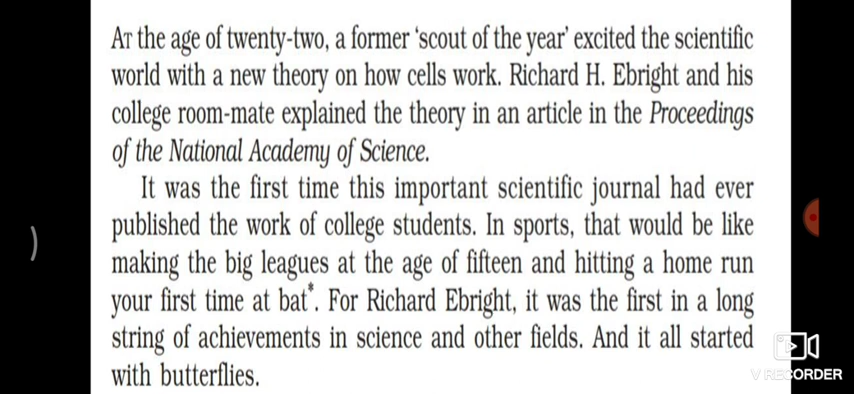 AT the age of twenty-two, a former ‘scout of the year’ excited the scientific
world with a new theory on how cells work. Richard H. Ebright and his
college room-mate explained the theory in an article in the Proceedings
of the National Academy of Science.
It was the first time this important scientific journal had ever
published the work of college students. In sports, that would be like
making the big leagues at the age of fifteen and hitting a home run
your first time at bat*. For Richard Ebright, it was the first in a long
string of achievements in science and other fields. And it all started
with butterflies.
V RECORDER